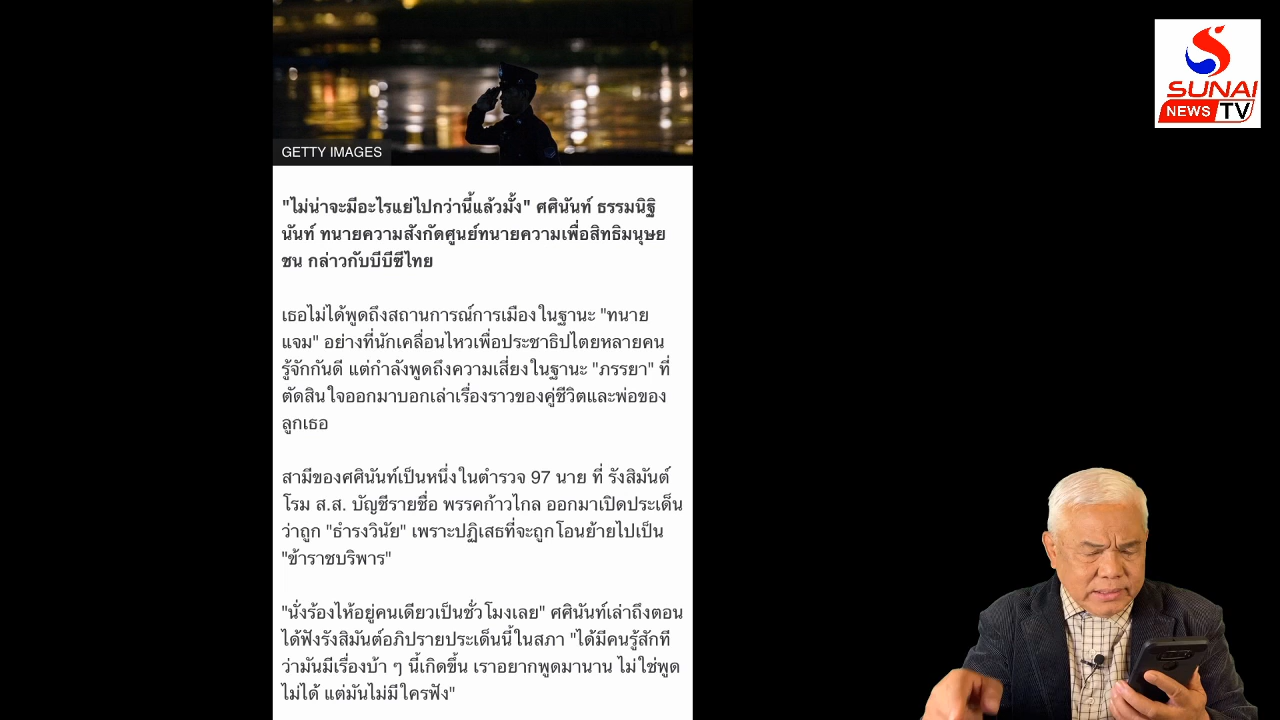 SUNAI
NEWS TV
GETTY IMAGES
"ไม่น่าจะมีอะไรแย่ไปกว่านี้แล้วมั้ง" ศศินันท์ ธรรมนิฐิ
นันท์ ทนายความสังกัดศูนย์ทนายความเพื่อสิทธิมนุษย
ชน กล่าวกับบีบีซีไทย
เธอไม่ได้พูดถึงสถานการณ์การเมืองในฐานะ "ทนาย
แจม" อย่างที่นักเคลื่อนไหวเพื่อประชาธิปไตยหลายคน
รู้จักกันดี แต่กำลังพูดถึงความเสี่ยงในฐานะ "ภรรยา" ที่
ตัดสินใจออกมาบอกเล่าเรื่องราวของคู่ชีวิตและพ่อของ
ลูกเธอ
สามีของศศินันท์เป็นหนึ่งในตำรวจ 97 นาย ที่ รังสิมันต์
โรม ส.ส. บัญชีรายชื่อ พรรคก้าวไกล ออกมาเปิดประเด็น
ว่าถูก "ธำรงวินัย" เพราะปฏิเสธที่จะถูกโอนย้ายไปเป็น
"ข้าราชบริพาร"
"นั่งร้องไห้อยู่คนเดียวเป็นชั่วโมงเลย" ศศินันท์เล่าถึงตอน
ได้ฟังรังสิมันต์อภิปรายประเด็นนี้ในสภา "ได้มีคนรู้สักที
ว่ามันมีเรื่องบ้า ๆ นี้เกิดขึ้น เราอยากพูดมานาน ไม่ใช่พูด
ไม่ได้ แต่มันไม่มีใครฟัง"